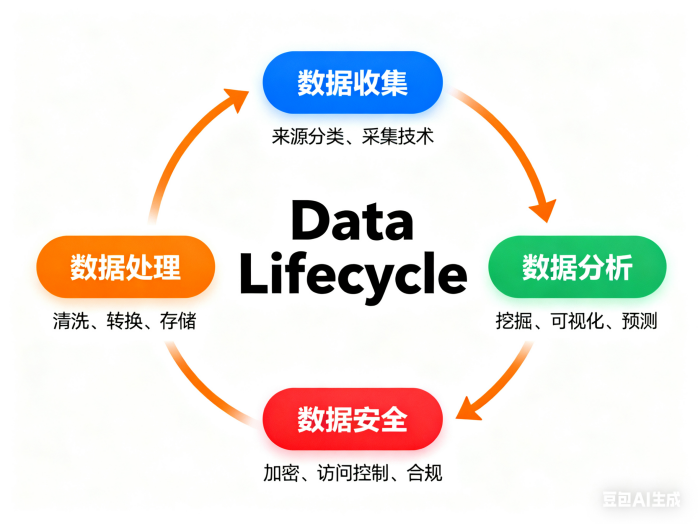 数据收集
来源分类、采集技术
Data
Lifecycle
数据处理
清洗、转换、存储
数据分析
挖掘、可视化、预测
数据安全
加密、访问控制、合规
豆包AI生成